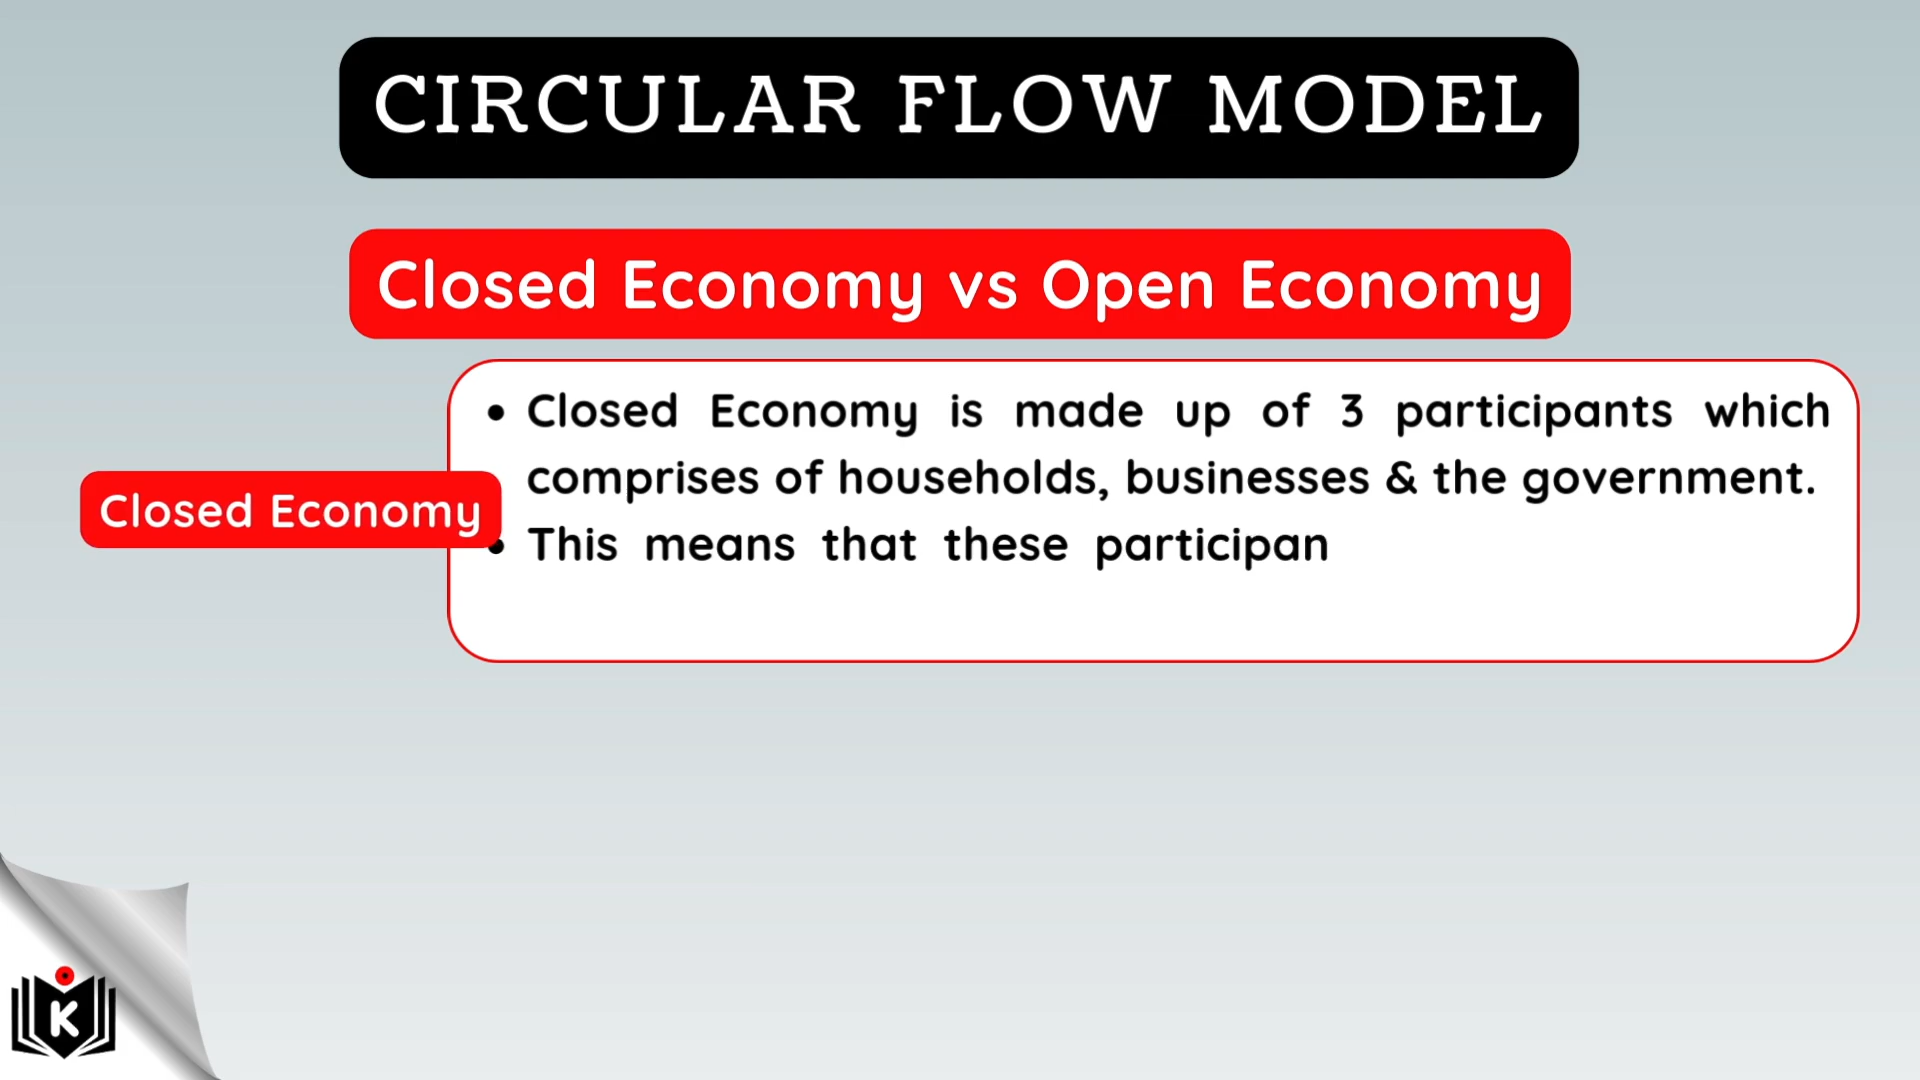 CIRCULAR FLOW MODEL
Closed Economy vs Open Economy
Closed Economy
• Closed Economy is made up of 3 participants which
comprises of households, businesses & the government.
• This means that these participan
K